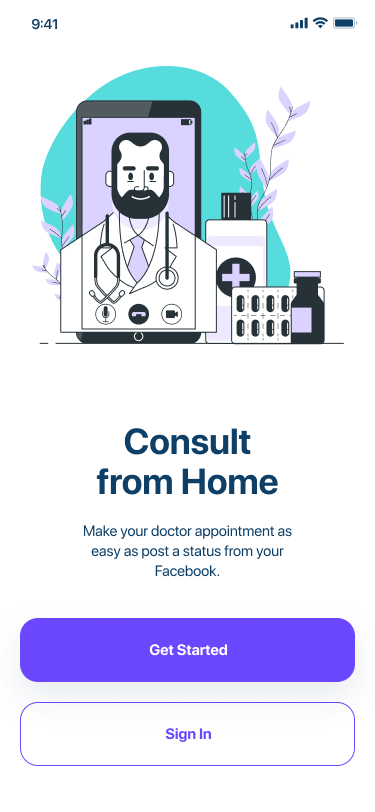 9:41
Consult
from Home
Make your doctor appointment as
easy as post a status from your
Facebook.
Get Started
Sign In